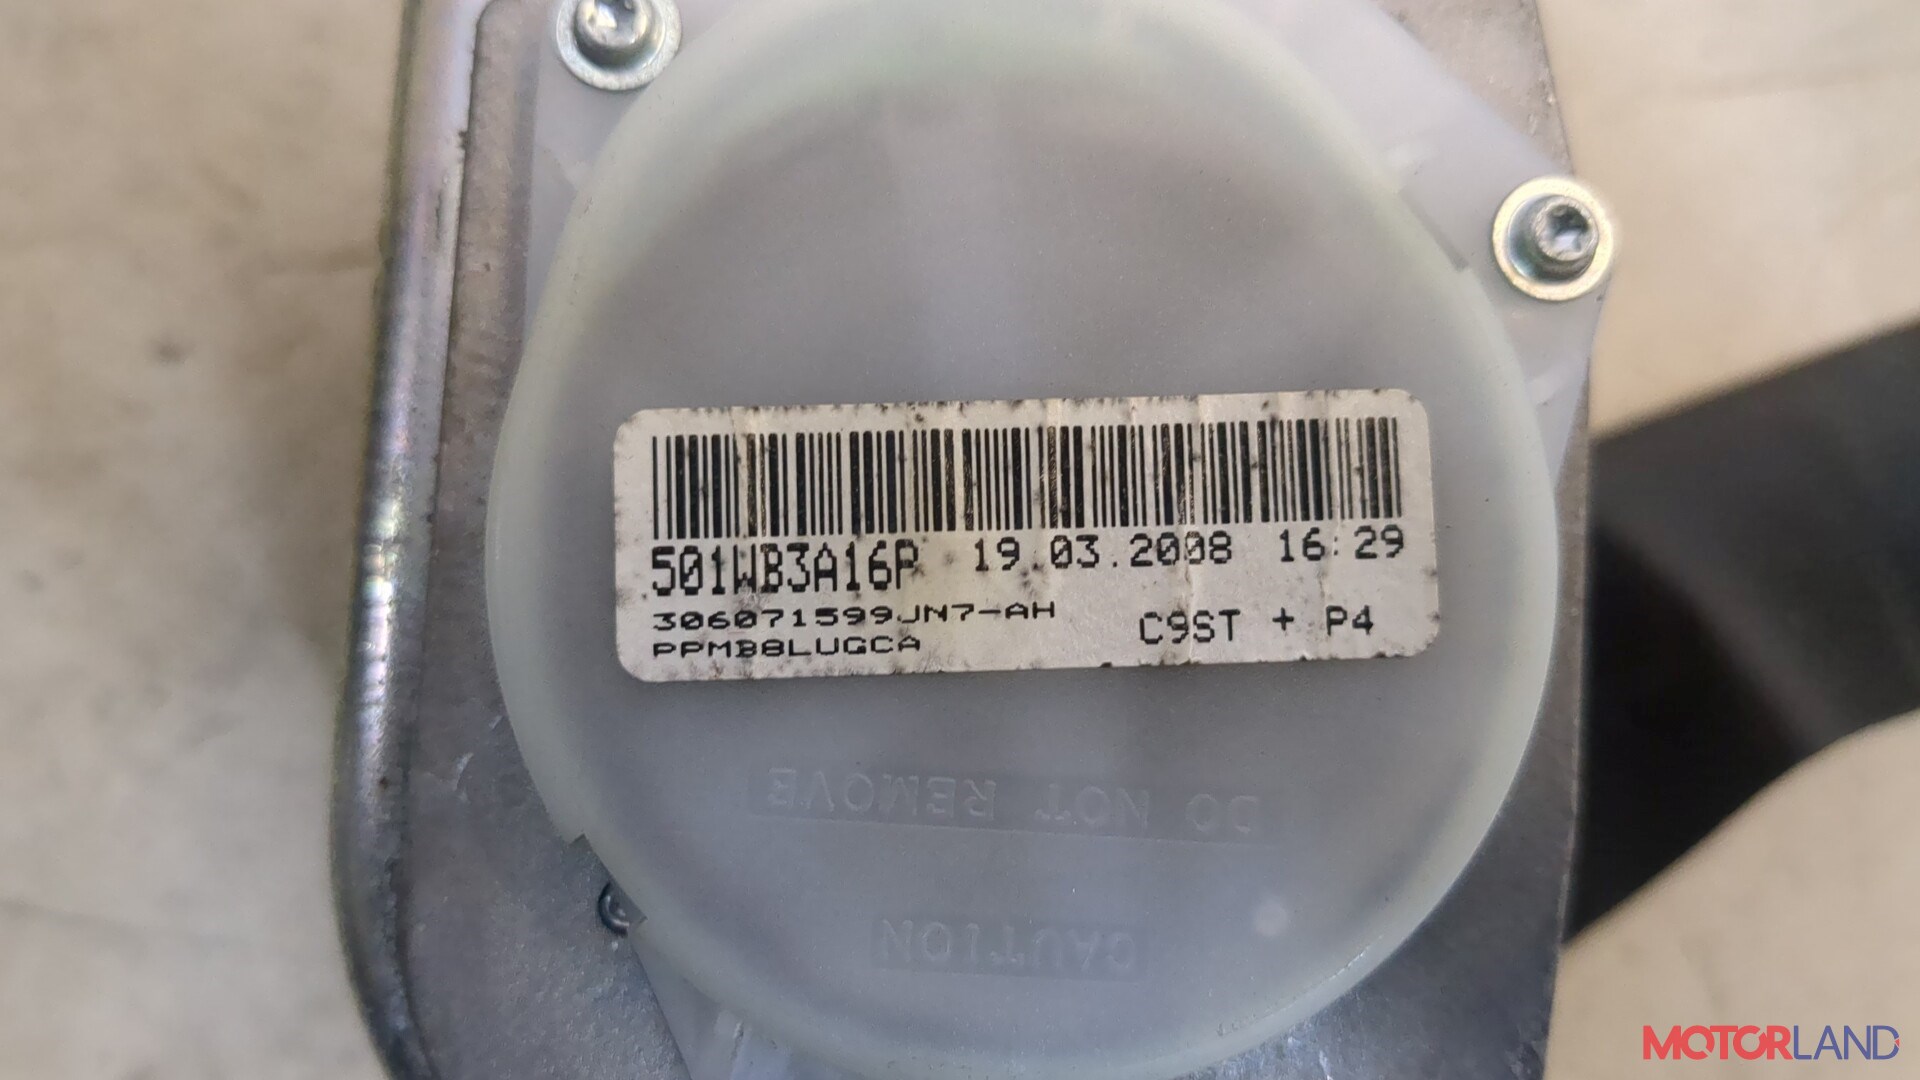 501WB3A16P 19.03.2008 16:29
306071599JN7-AH
PPMB8LUGCA
C9ST + P4
DO NOT REMOVE
CAUTION
MOTORLAND